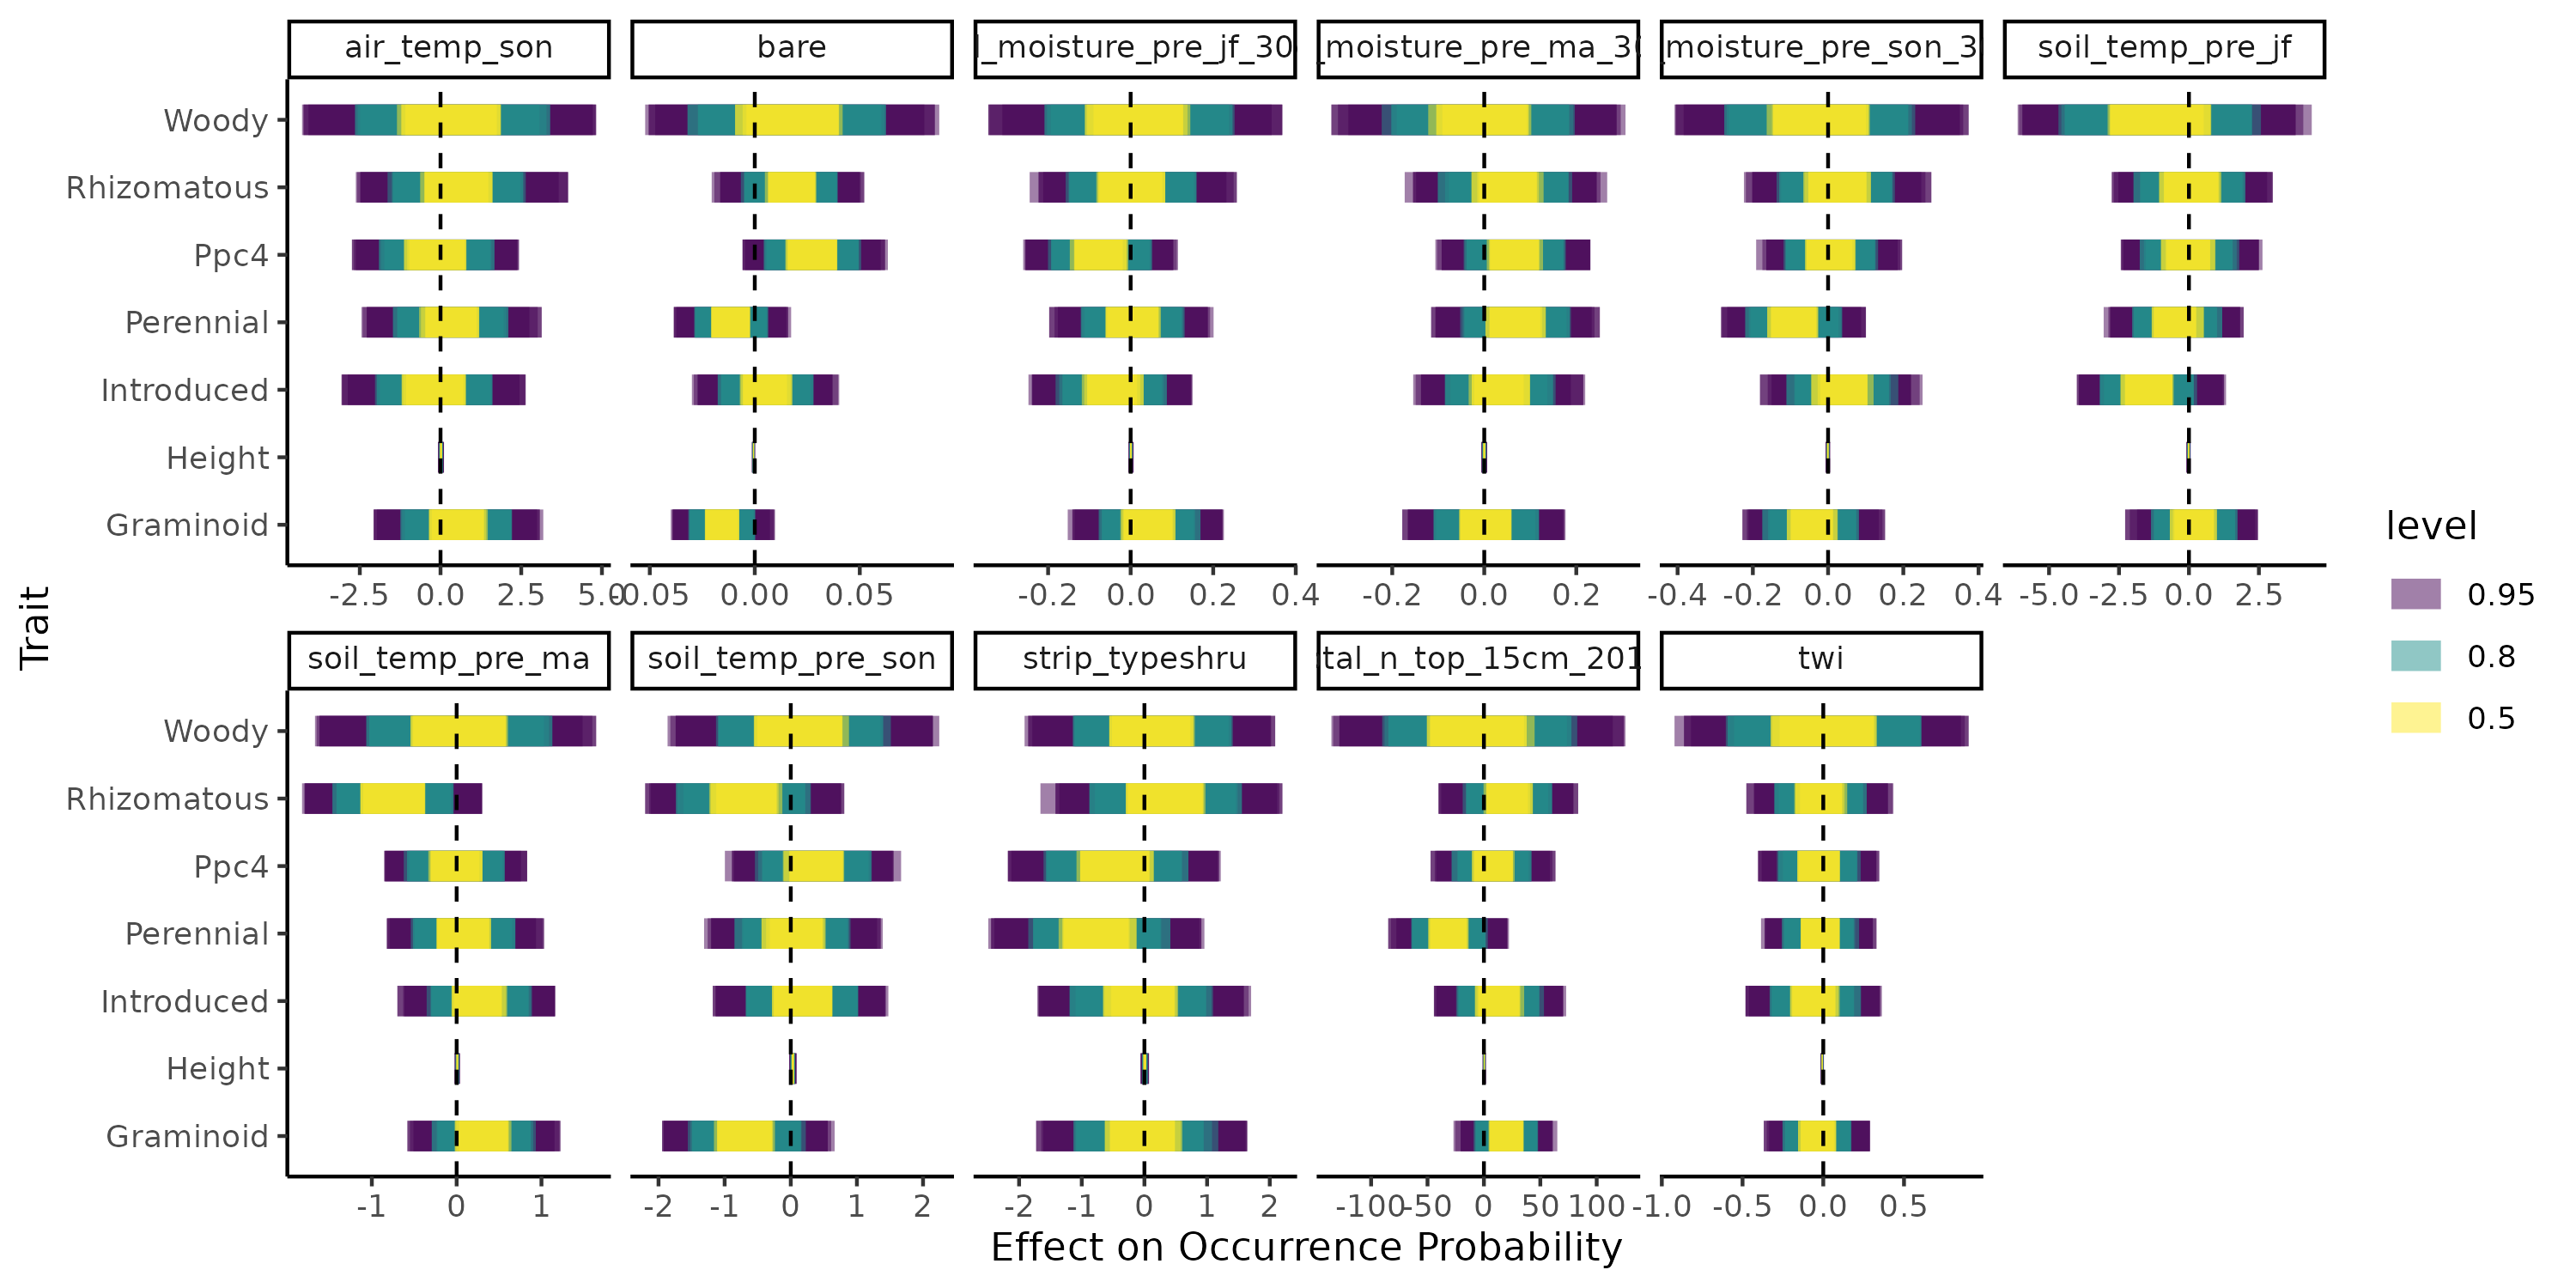 air_temp_son bare l_moisture_pre_jf_30 _moisture_pre_ma_30 moisture_pre_son_3 soil_temp_pre_jf
Woody
Rhizomatous
Ppc4
Perennial
Introduced
Height
Graminoid
-2.5 0.0 2.5 5.0 0.05 0.00 0.05 -0.2 0.0 0.2 0.4 -0.2 0.0 0.2 -0.4 -0.2 0.0 0.2 0.4 -5.0 -2.5 0.0 2.5
Trait
soil_temp_pre_ma soil_temp_pre_son strip_typeshru tal_n_top_15cm_201 twi
Woody
Rhizomatous
Ppc4
Perennial
Introduced
Height
Graminoid
-1 0 1 -2 -1 0 1 2 -2 -1 0 1 2 -100 -50 0 50 100 -1.0 -0.5 0.0 0.5
Effect on Occurrence Probability
level
0.95
0.8
0.5